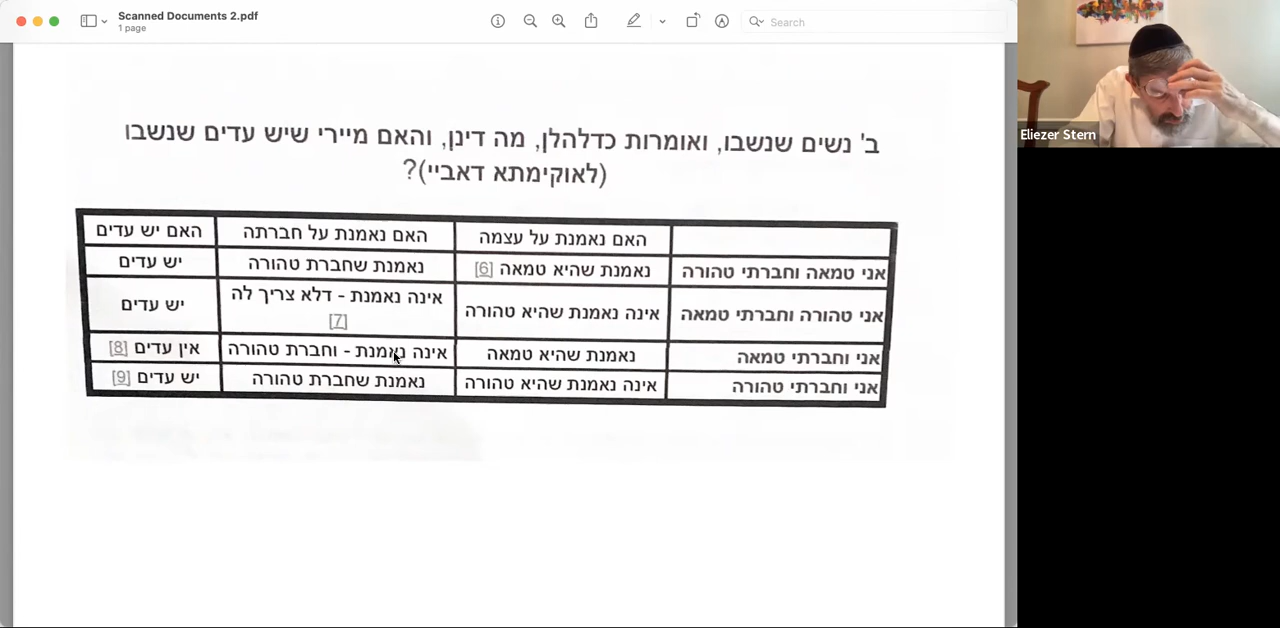 Scanned Documents 2.pdf
1 page
Search
Eliezer Stern
ב' נשים שנשבו, ואומרות כדלהלן, מה דינן, והאם מיירי שיש עדים שנשבו
(לאוקימתא דאביי)?
האם נאמנת על עצמה האם נאמנת על חברתה האם יש עדים
אני טמאה וחברתי טהורה נאמנת שהיא טמאה [6] נאמנת שחברת טהורה יש עדים
אני טהורה וחברתי טמאה אינה נאמנת שהיא טהורה אינה נאמנת - דלא צריך לה יש עדים
[7]
אני וחברתי טמאה נאמנת שהיא טמאה אינה נאמנת - וחברת טהורה אין עדים [8]
אני וחברתי טהורה אינה נאמנת שהיא טהורה נאמנת שחברת טהורה יש עדים [9]